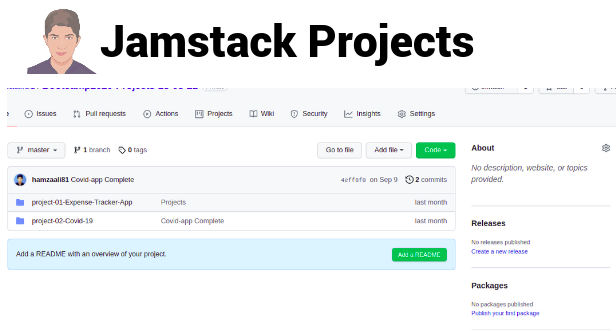 Jamstack Projects
Issues
Pull requests
Actions
Projects
Wiki
Security
Insights
Settings
master
1 branch
0 tags
Go to file
Add file
Code
hamzaali81 Covid-app Complete
on Sep 9
2 commits
project-01-Expense-Tracker-App
Projects
last month
project-02-Covid-19
Covid-app Complete
last month
Add a README with an overview of your project.
Add a README
About
No description, website, or topics
provided.
Releases
No releases published
Create a new release
Packages
No packages published
Publish your first package